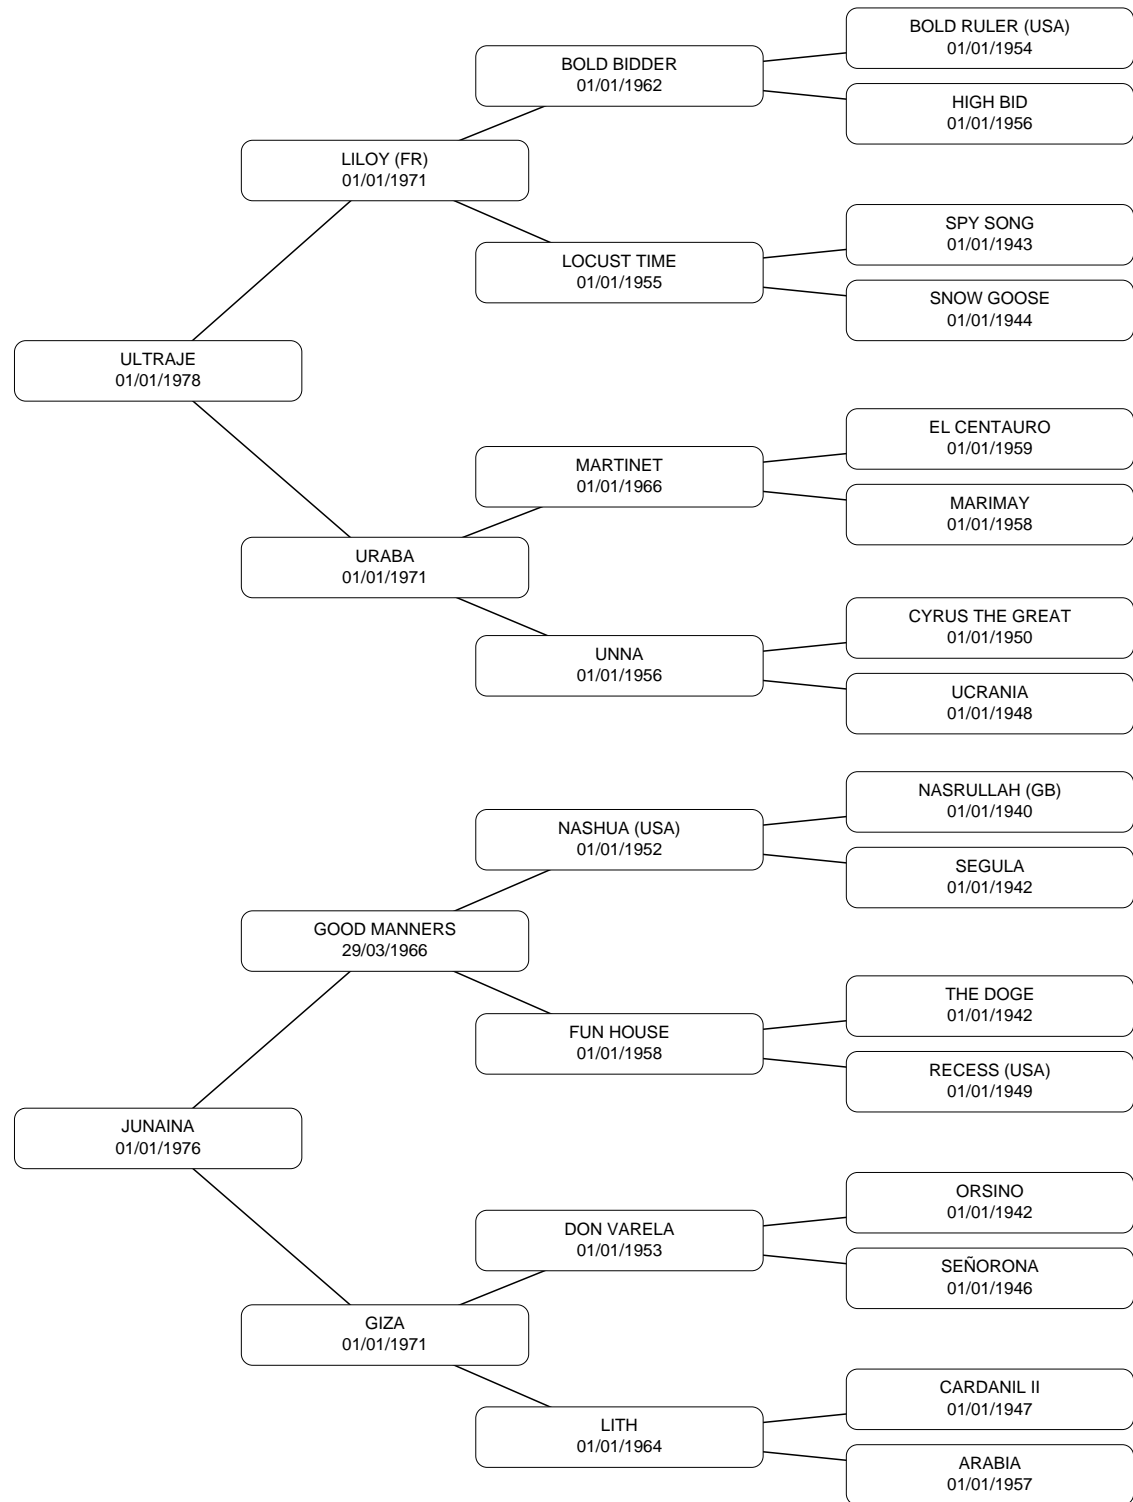 BOLD RULER (USA)
01/01/1954
BOLD BIDDER
01/01/1962
HIGH BID
01/01/1956
LILOY (FR)
01/01/1971
SPY SONG
01/01/1943
LOCUST TIME
01/01/1955
SNOW GOOSE
01/01/1944
ULTRAJE
01/01/1978
EL CENTAURO
01/01/1959
MARTINET
01/01/1966
MARIMAY
01/01/1958
URABA
01/01/1971
CYRUS THE GREAT
01/01/1950
UNNA
01/01/1956
UCRANIA
01/01/1948
NASRULLAH (GB)
01/01/1940
NASHUA (USA)
01/01/1952
SEGULA
01/01/1942
GOOD MANNERS
29/03/1966
THE DOGE
01/01/1942
FUN HOUSE
01/01/1958
RECESS (USA)
01/01/1949
JUNAINA
01/01/1976
ORSINO
01/01/1942
DON VARELA
01/01/1953
SEÑORONA
01/01/1946
GIZA
01/01/1971
CARDANIL II
01/01/1947
LITH
01/01/1964
ARABIA
01/01/1957